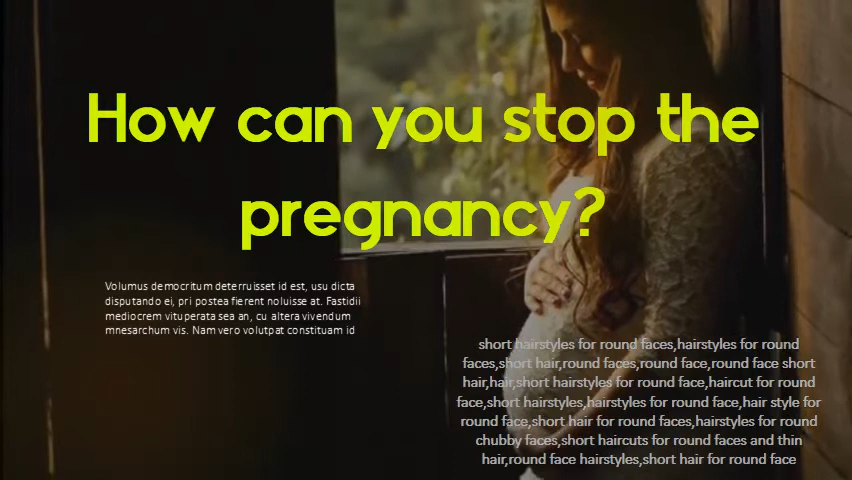 How can you stop the
pregnancy?
Volumus democritum deterruisset id est, usu dicta
disputando ei, pri postea fierent noluisse at. Fastidii
mediocrem vituperata sea an, cu altera vivendum
mnesarchum vis. Nam vero volutpat constituam id
short hairstyles for round faces,hairstyles for round
faces,short hair,round faces,round face,round face short
hair,hair,short hairstyles for round face,haircut for round
face,short hairstyles,hairstyles for round face,hair style for
round face,short hair for round faces,hairstyles for round
chubby faces,short haircuts for round faces and thin
hair,round face hairstyles,short hair for round face